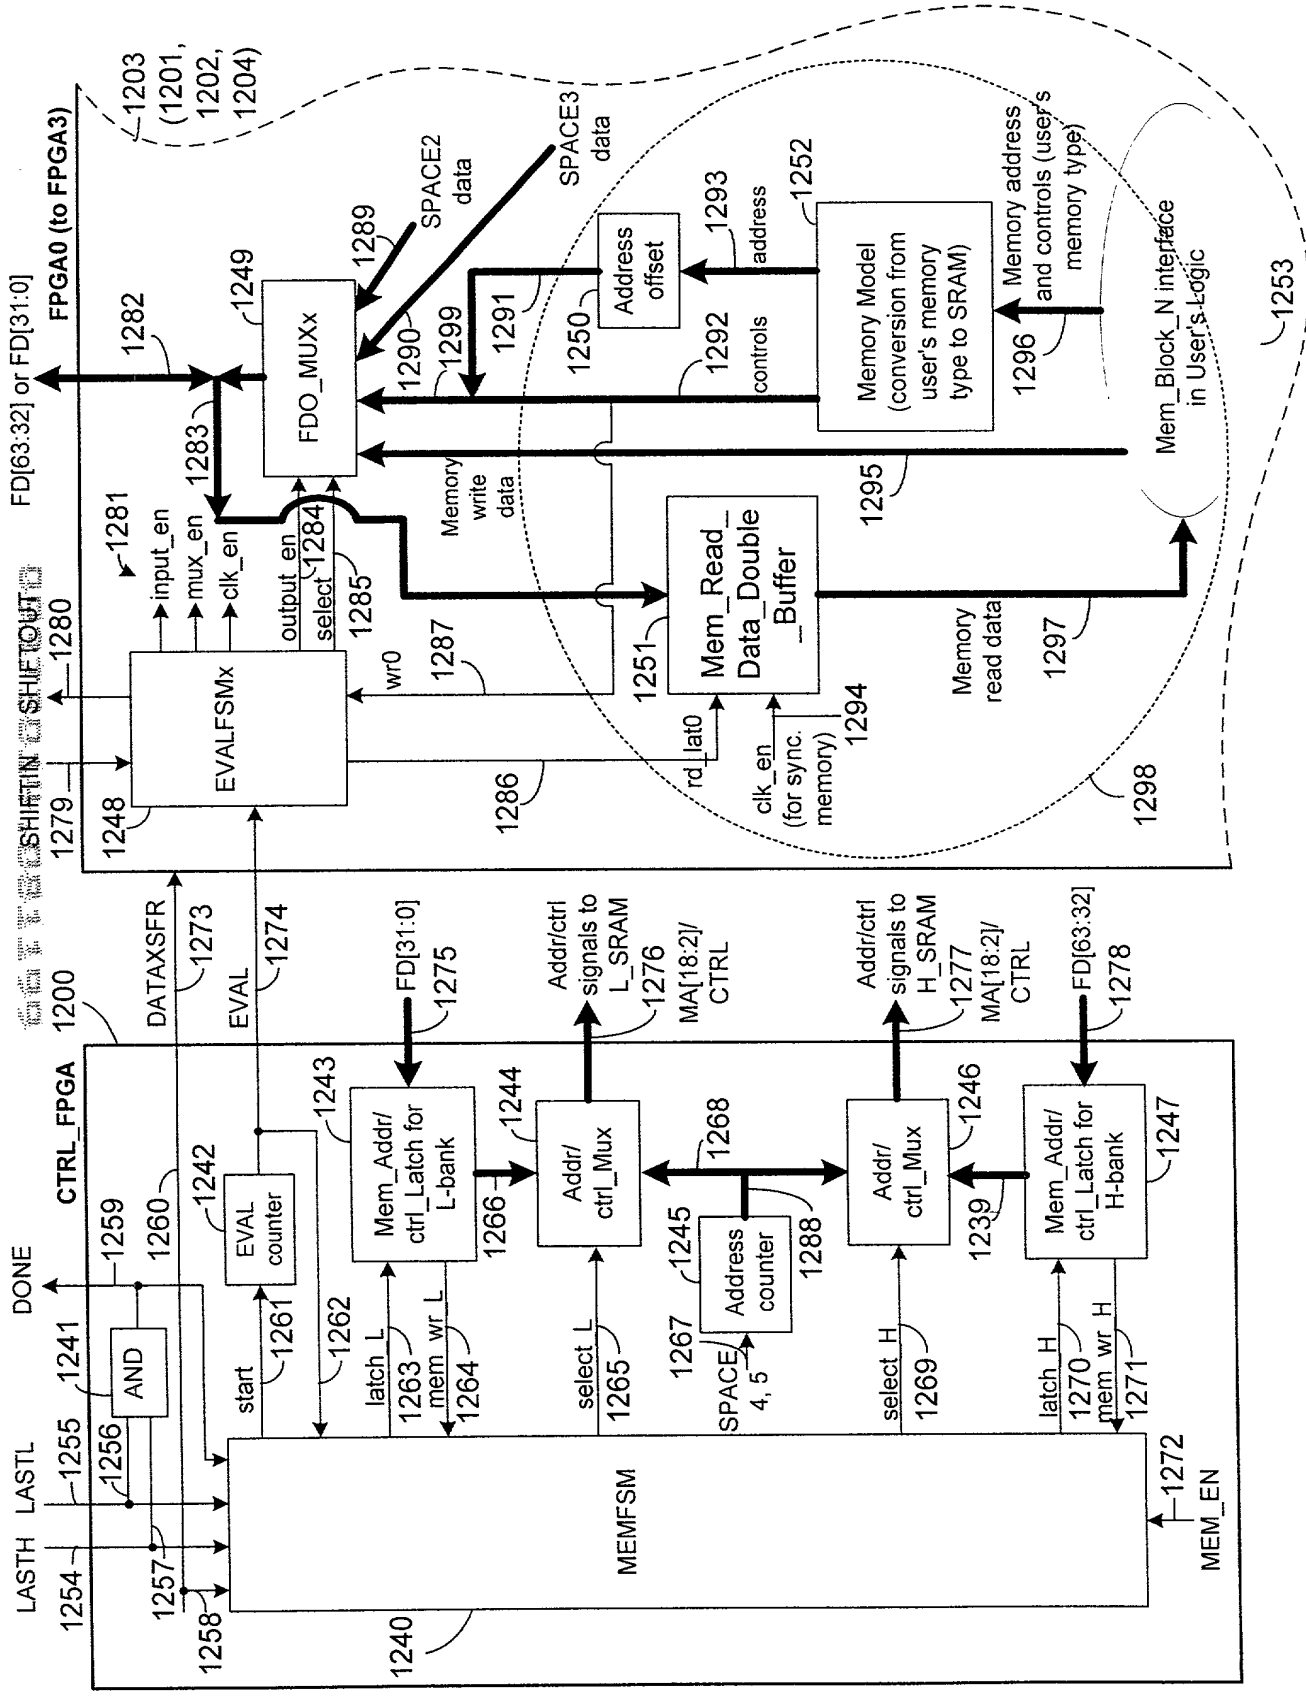 LASTH
LASTL
DONE
1254
1255
1256
1257
1258
1241
AND
1259
1260
CTRL_FPGA
1200
DATAXSFR
1273
1240
MEMFSM
start
1261
1262
1242
EVAL
counter
EVAL
1274
latch_L
1263
mem_wr_L
1264
1243
Mem_Addr/
ctrl_Latch for
L-bank
FD[31:0]
1275
1266
select_L
1265
1244
Addr/
ctrl_Mux
Addr/ctrl
signals to
L_SRAM
1276
MA[18:2]/
CTRL
SPACE
4, 5
1267
1245
Address
counter
1268
1288
select_H
1269
1246
Addr/
ctrl_Mux
Addr/ctrl
signals to
H_SRAM
1277
MA[18:2]/
CTRL
1239
latch_H
1270
mem_wr_H
1271
1247
Mem_Addr/
ctrl_Latch for
H-bank
FD[63:32]
1278
1272
MEM_EN
SHIFTIN
SHIFTOUT
1279
1280
FD[63:32] or FD[31:0]
1282
FPGA0 (to FPGA3)
1203
(1201,
1202,
1204)
1248
EVALFSMx
1281
input_en
mux_en
clk_en
output_en
1284
select
1285
1283
1249
FDO_MUXx
1289
SPACE2
data
1290
SPACE3
data
wr0
1287
1286
rd_lat0
clk_en
(for sync.
memory)
1294
1251
Mem_Read_
Data_Double
_Buffer
Memory
write
data
1295
1299
1291
1250
Address
offset
1293
address
1292
controls
1252
Memory Model
(conversion from
user's memory
type to SRAM)
1296
Memory address
and controls (user's
memory type)
Memory
read data
1297
Mem_Block_N interface
in User's Logic
1253
1298